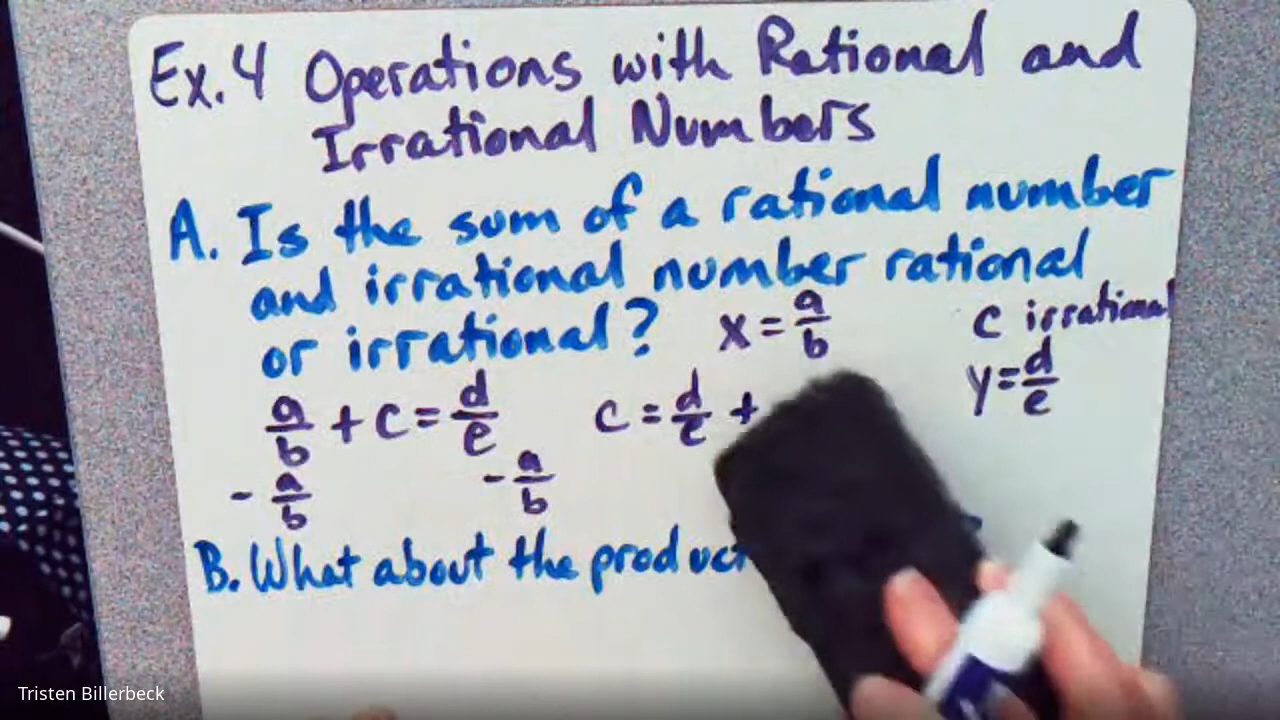 Ex.4 Operations with Rational and
Irrational Numbers
A. Is the sum of a rational number
and irrational number rational
or irrational? x = a/b c irrational
y = d/e
a/b + c = d/e c = d/e +
- a/b - a/b
B. What about the product
Tristen Billerbeck